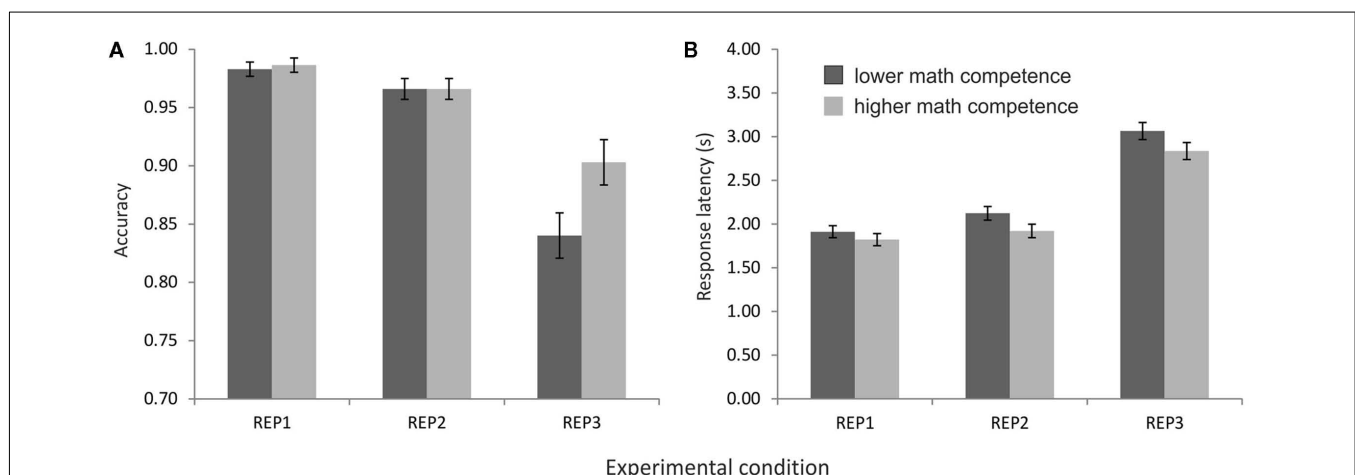 A
1.00
0.95
0.90
0.85
0.80
0.75
0.70
Accuracy
REP1 REP2 REP3
B
4.00
3.50
3.00
2.50
2.00
1.50
1.00
0.50
0.00
Response latency (s)
lower math competence
higher math competence
REP1 REP2 REP3
Experimental condition